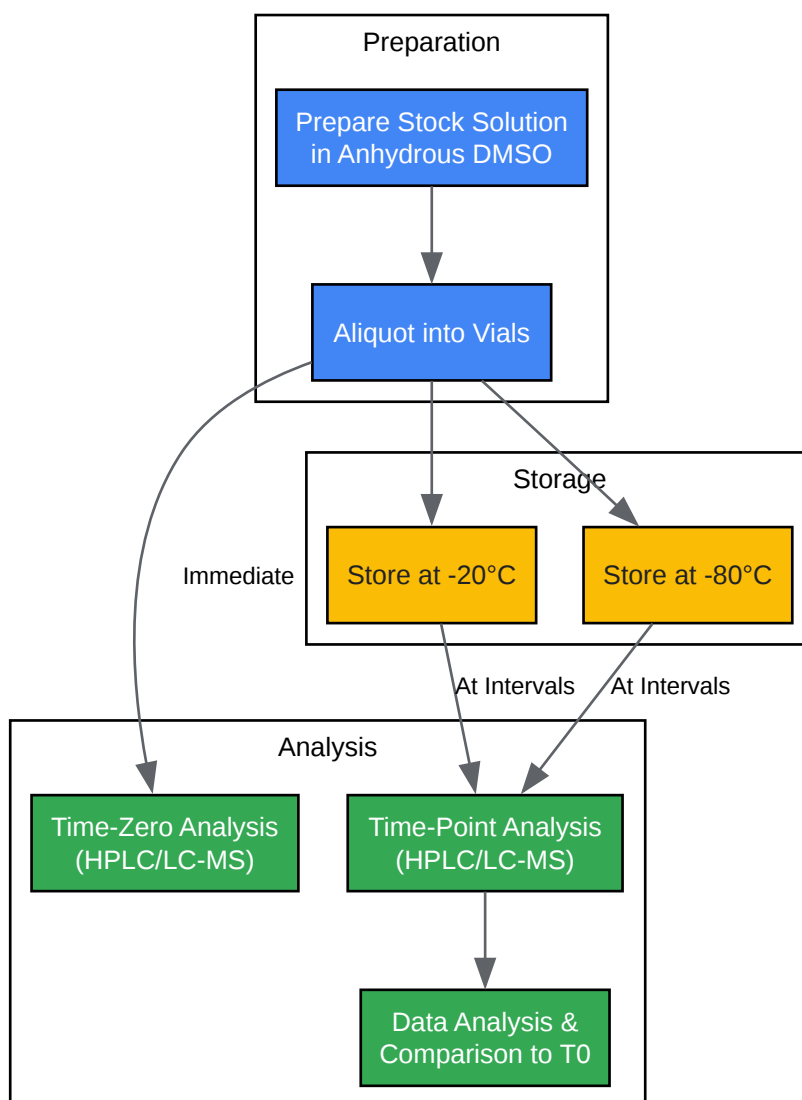 Preparation
Prepare Stock Solution
in Anhydrous DMSO
Aliquot into Vials
Storage
Immediate
Store at -20°C
Store at -80°C
At Intervals
At Intervals
Analysis
Time-Zero Analysis
(HPLC/LC-MS)
Time-Point Analysis
(HPLC/LC-MS)
Data Analysis &
Comparison to T0